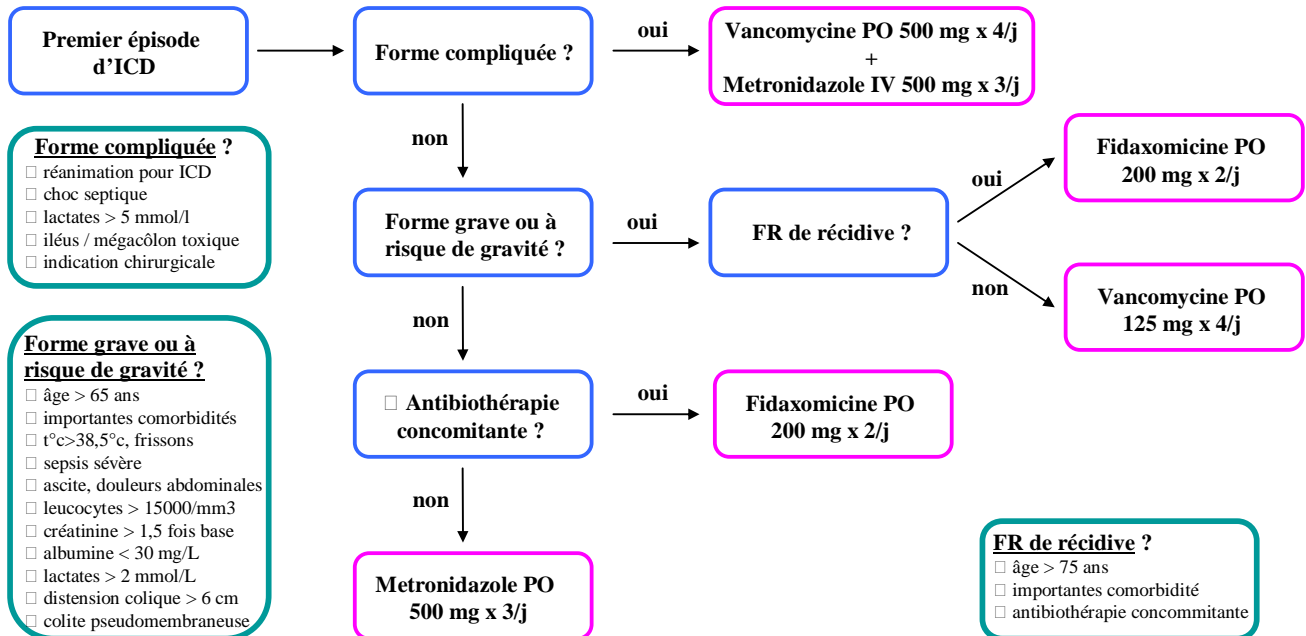 Premier épisode
d'ICD
Forme compliquée ?
oui
Vancomycine PO 500 mg x 4/j
+
Metronidazole IV 500 mg x 3/j
non
Forme compliquée ?
□ réanimation pour ICD
□ choc septique
□ lactates > 5 mmol/l
□ iléus / mégacôlon toxique
□ indication chirurgicale
Forme grave ou à
risque de gravité ?
oui
FR de récidive ?
oui
Fidaxomicine PO
200 mg x 2/j
non
Vancomycine PO
125 mg x 4/j
non
Forme grave ou à
risque de gravité ?
□ âge > 65 ans
□ importantes comorbidités
□ t°c>38,5°c, frissons
□ sepsis sévère
□ ascite, douleurs abdominales
□ leucocytes > 15000/mm3
□ créatinine > 1,5 fois base
□ albumine < 30 mg/L
□ lactates > 2 mmol/L
□ distension colique > 6 cm
□ colite pseudomembraneuse
□ Antibiothérapie
concomitante ?
oui
Fidaxomicine PO
200 mg x 2/j
non
Metronidazole PO
500 mg x 3/j
FR de récidive ?
□ âge > 75 ans
□ importantes comorbidité
□ antibiothérapie concommitante